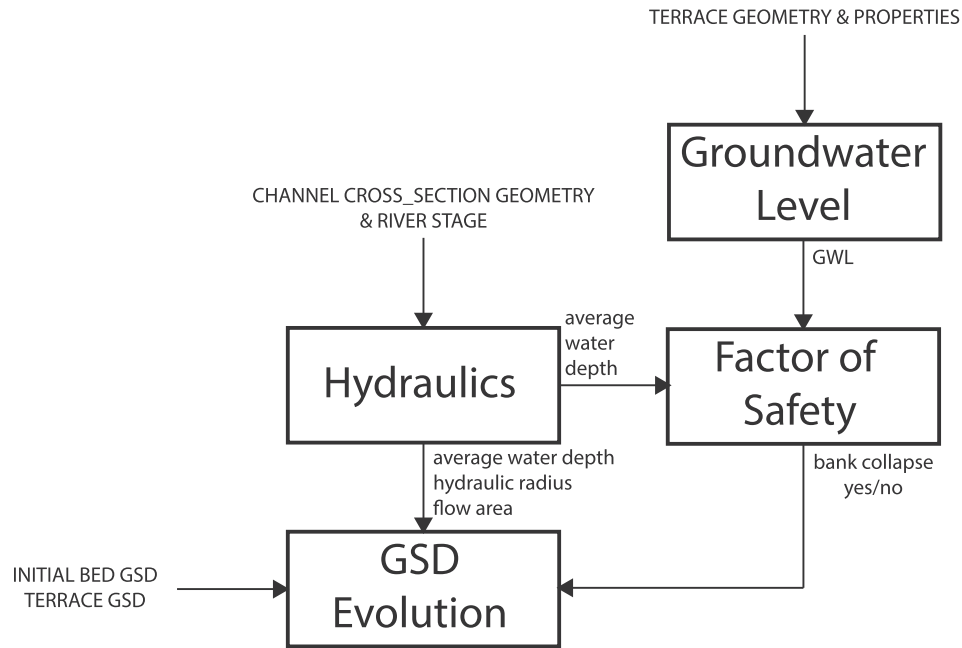 TERRACE GEOMETRY & PROPERTIES
Groundwater
Level
CHANNEL CROSS_SECTION GEOMETRY
& RIVER STAGE
GWL
average
water
depth
Hydraulics
Factor of
Safety
average water depth
hydraulic radius
flow area
bank collapse
yes/no
INITIAL BED GSD
TERRACE GSD
GSD
Evolution